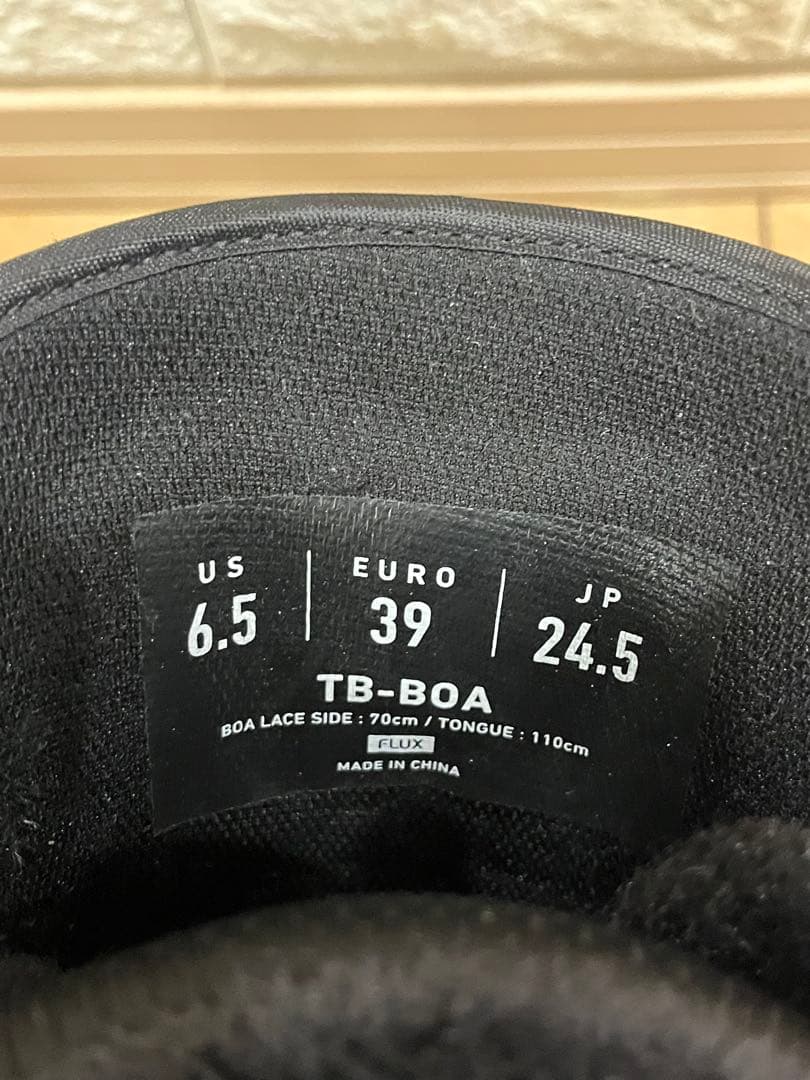 US EURO JP
6.5 39 24.5
TB-BOA
BOA LACE SIDE : 70cm / TONGUE : 110cm
FLUX
MADE IN CHINA